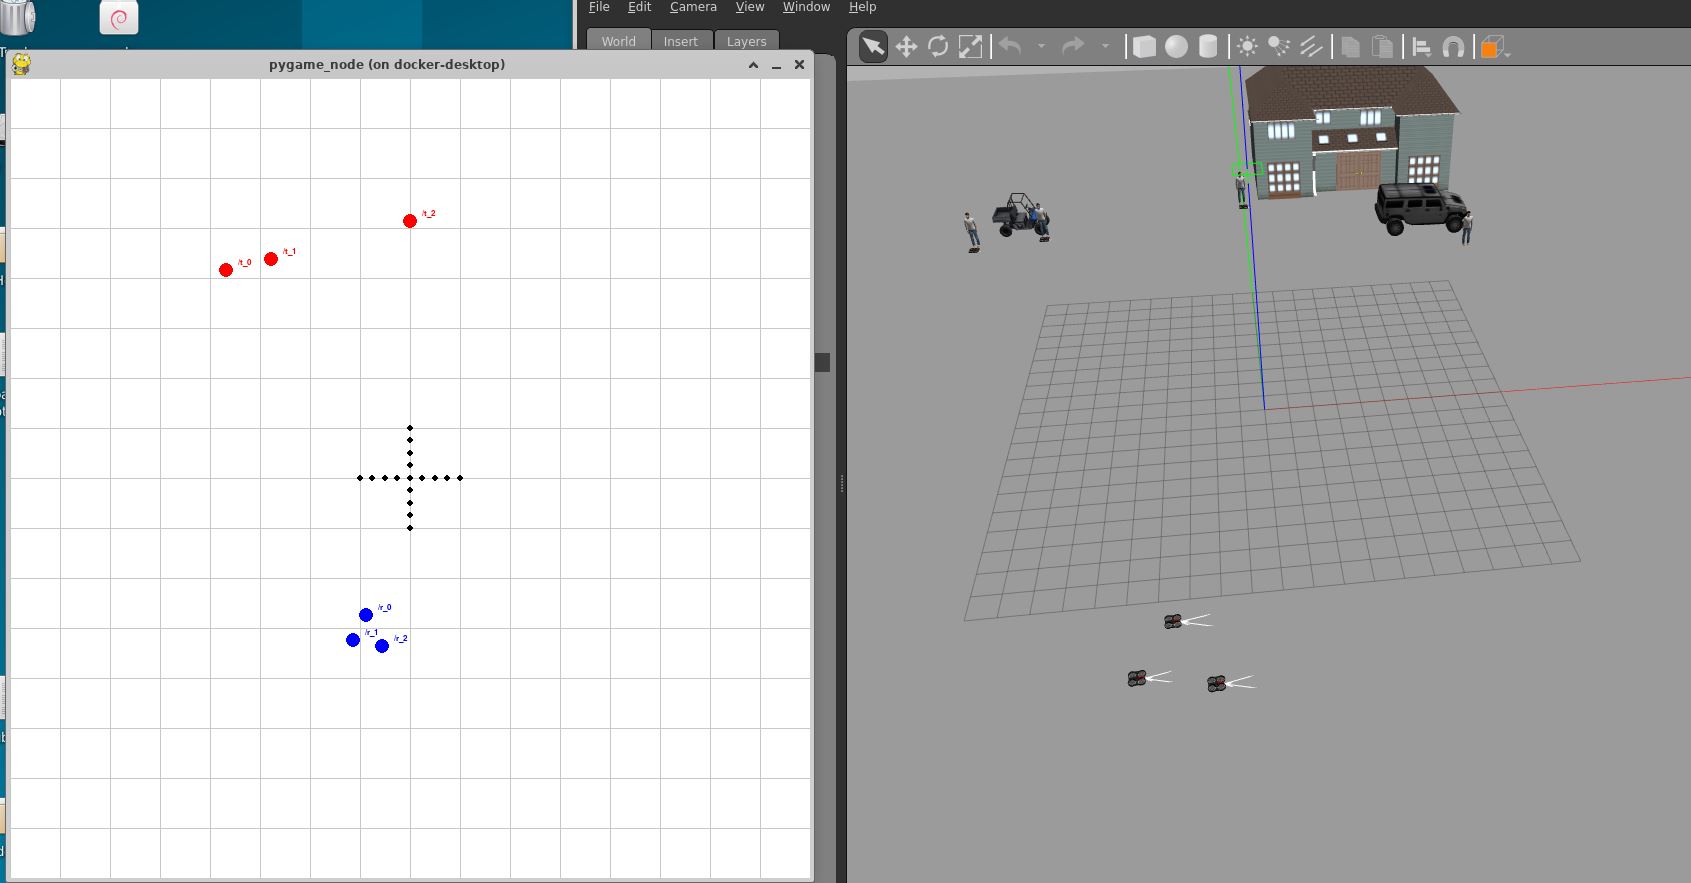 File Edit Camera View Window Help
World Insert Layers
pygame_node (on docker-desktop)
/t_2
/t_1
/t_0
/r_0
/r_1
/r_2